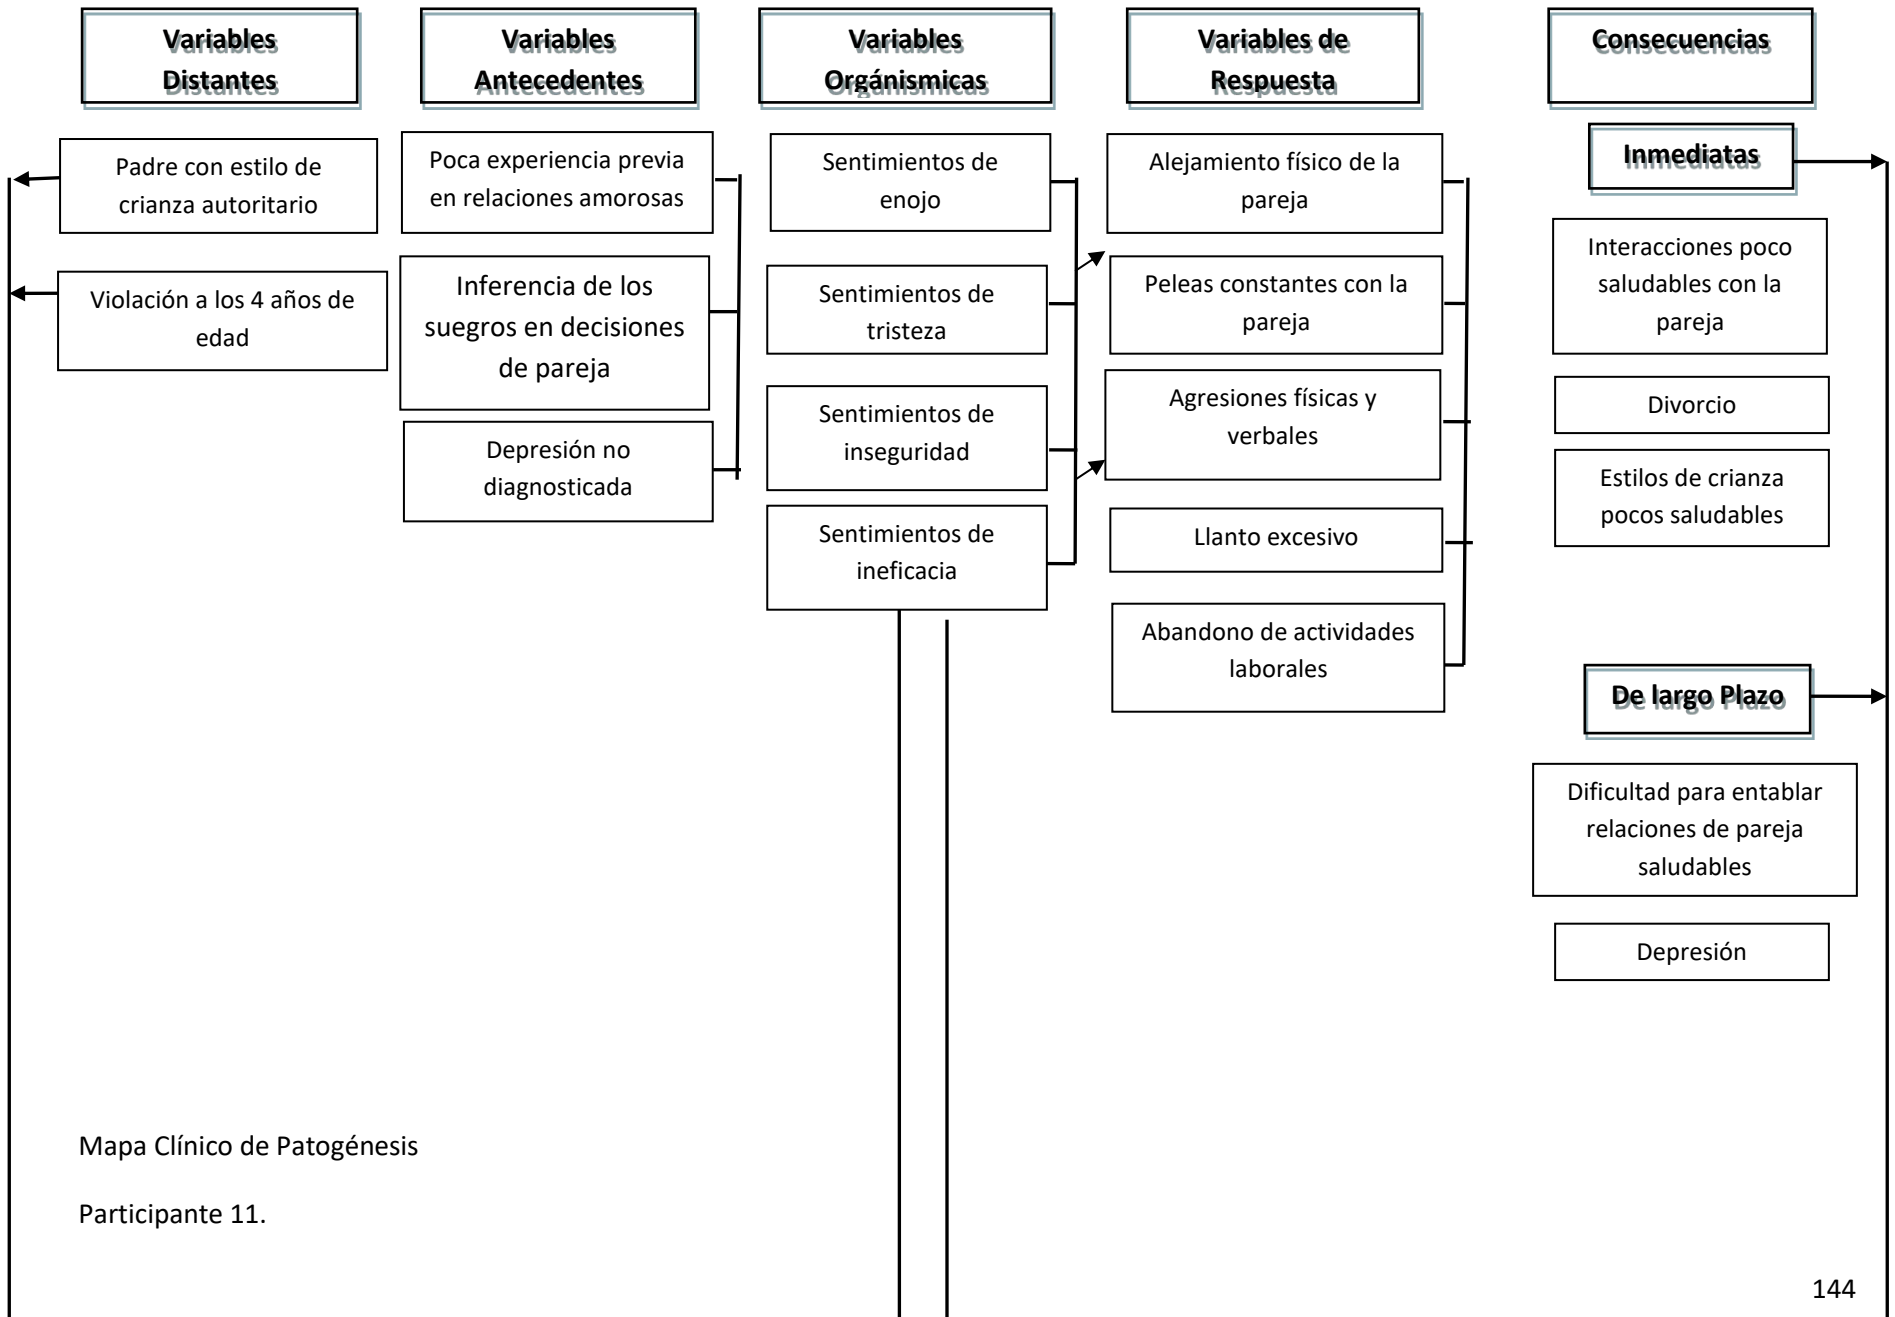 Variables
Distantes
Padre con estilo de
crianza autoritario
Violación a los 4 años de
edad
Variables
Antecedentes
Poca experiencia previa
en relaciones amorosas
Inferencia de los
suegros en decisiones
de pareja
Depresión no
diagnosticada
Variables
Orgánismicas
Sentimientos de
enojo
Sentimientos de
tristeza
Sentimientos de
inseguridad
Sentimientos de
ineficacia
Variables de
Respuesta
Alejamiento físico de la
pareja
Peleas constantes con la
pareja
Agresiones físicas y
verbales
Llanto excesivo
Abandono de actividades
laborales
Consecuencias
Inmediatas
Interacciones poco
saludables con la
pareja
Divorcio
Estilos de crianza
pocos saludables
De largo Plazo
Dificultad para entablar
relaciones de pareja
saludables
Depresión
Mapa Clínico de Patogénesis
Participante 11.
144